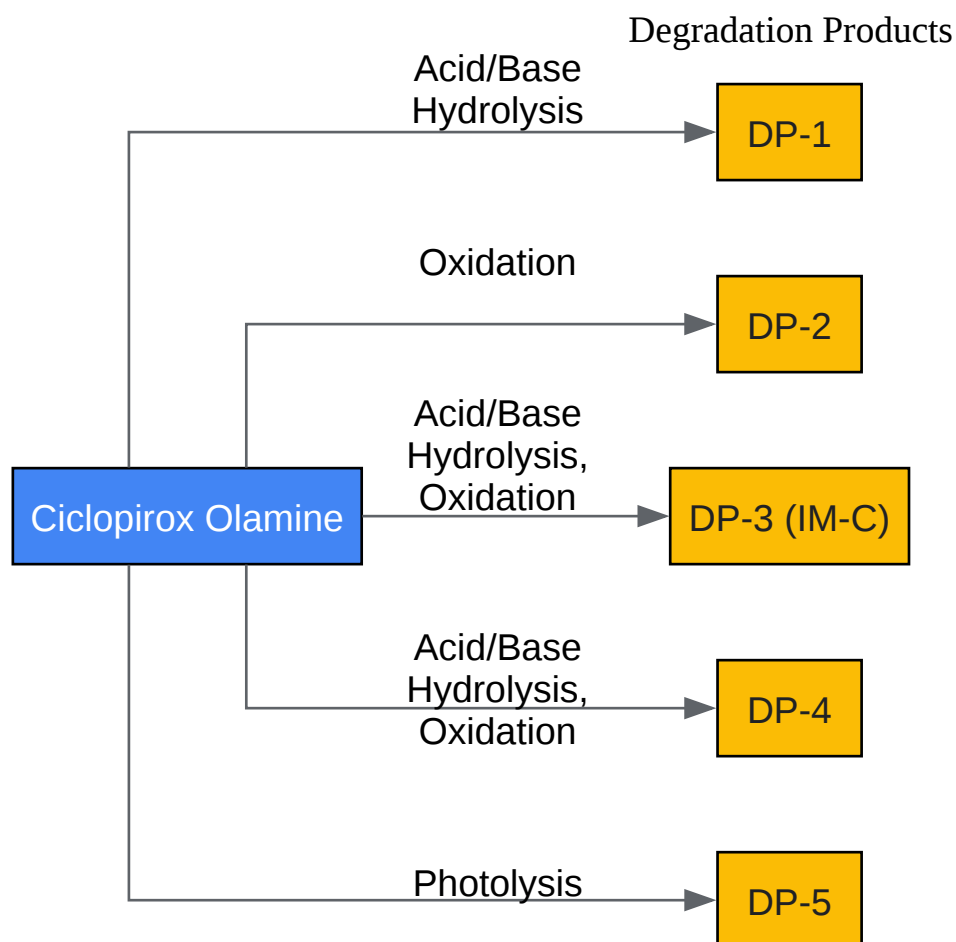 Degradation Products
Acid/Base
Hydrolysis
DP-1
Oxidation
DP-2
Acid/Base
Hydrolysis,
Oxidation
Ciclopirox Olamine
DP-3 (IM-C)
Acid/Base
Hydrolysis,
Oxidation
DP-4
Photolysis
DP-5